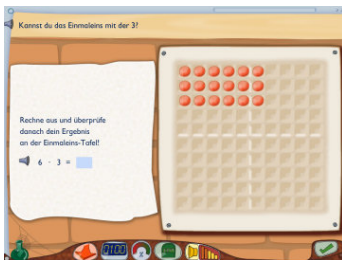 Kannst du das Einmaleins mit der 3?
Rechne aus und überprüfe
danach dein Ergebnis
an der Einmaleins-Tafel!
6 · 3 =